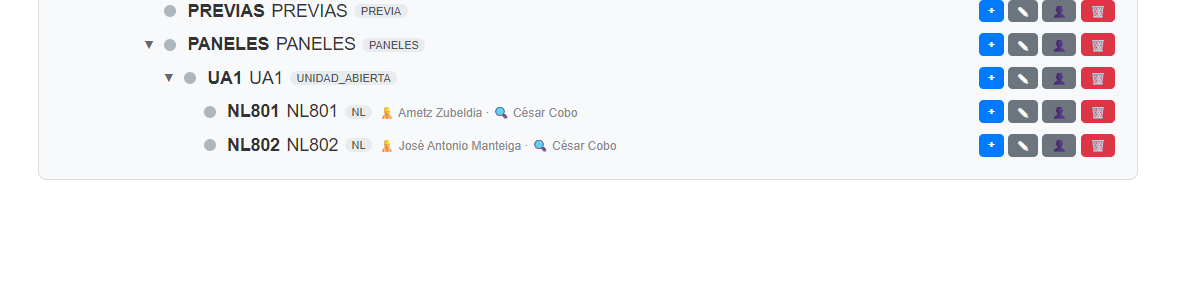 PREVIAS PREVIAS PREVIA
PANELES PANELES PANELES
UA1 UA1 UNIDAD_ABIERTA
NL801 NL801 NL Ametz Zubeldia · César Cobo
NL802 NL802 NL José Antonio Manteiga · César Cobo